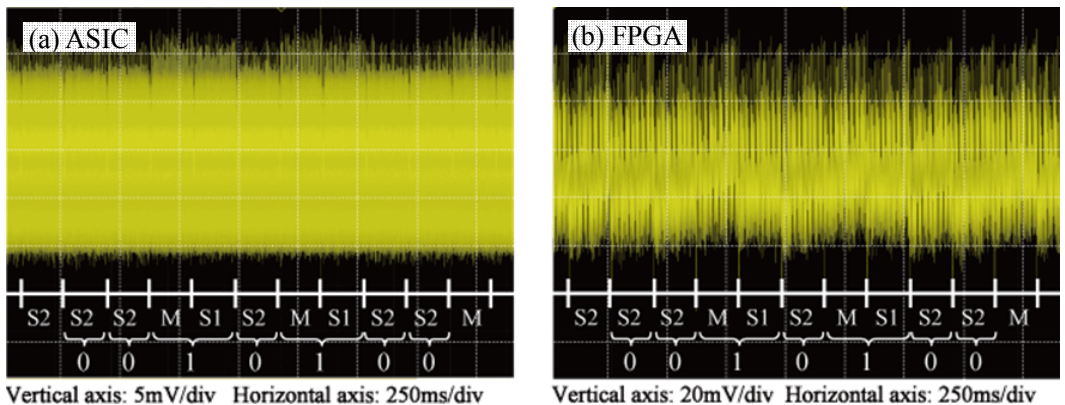 (a) ASIC
S2 S2 S2 M S1 S2 M S1 S2 S2 M
0 0 1 0 1 0 0
Vertical axis: 5mV/div Horizontal axis: 250ms/div
(b) FPGA
S2 S2 S2 M S1 S2 M S1 S2 S2 M
0 0 1 0 1 0 0
Vertical axis: 20mV/div Horizontal axis: 250ms/div